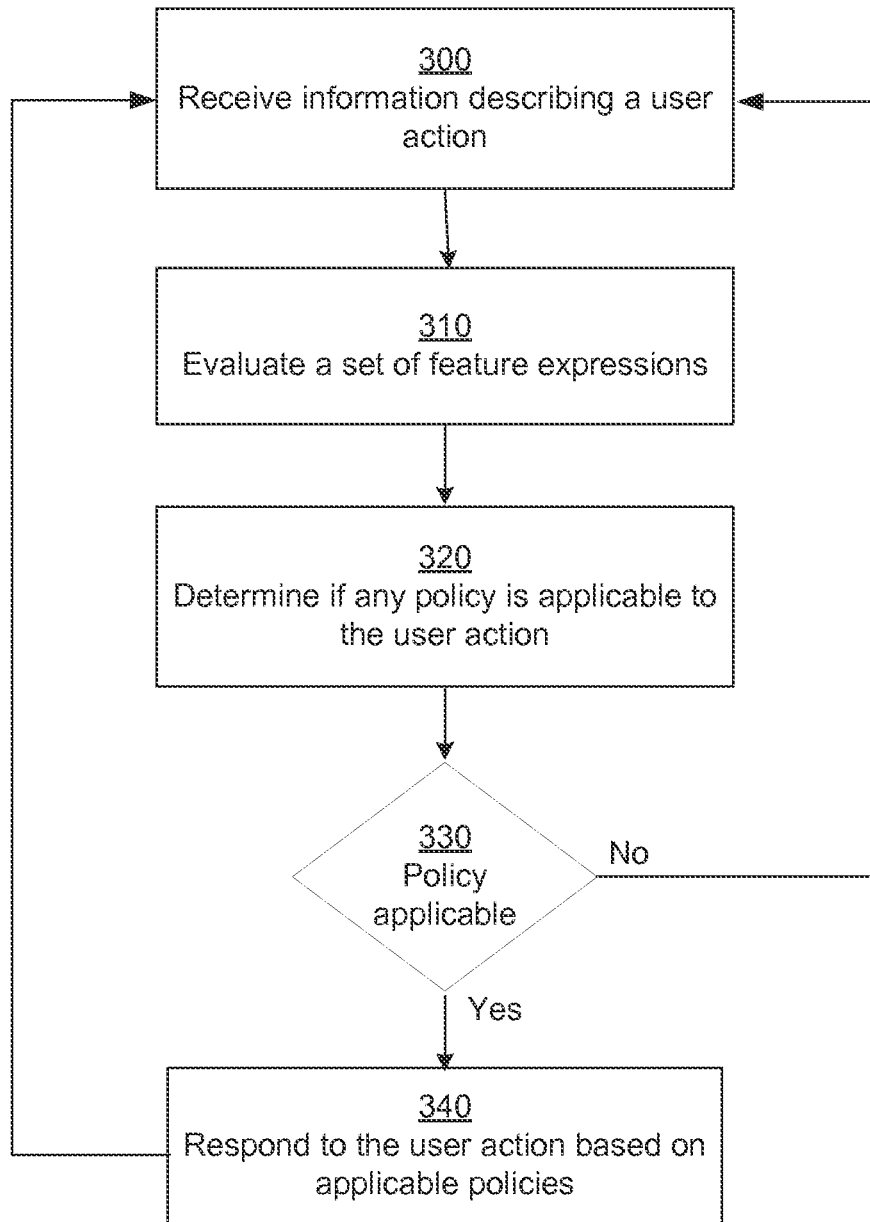 300
Receive information describing a user
action
310
Evaluate a set of feature expressions
320
Determine if any policy is applicable to
the user action
330
Policy
applicable
No
Yes
340
Respond to the user action based on
applicable policies